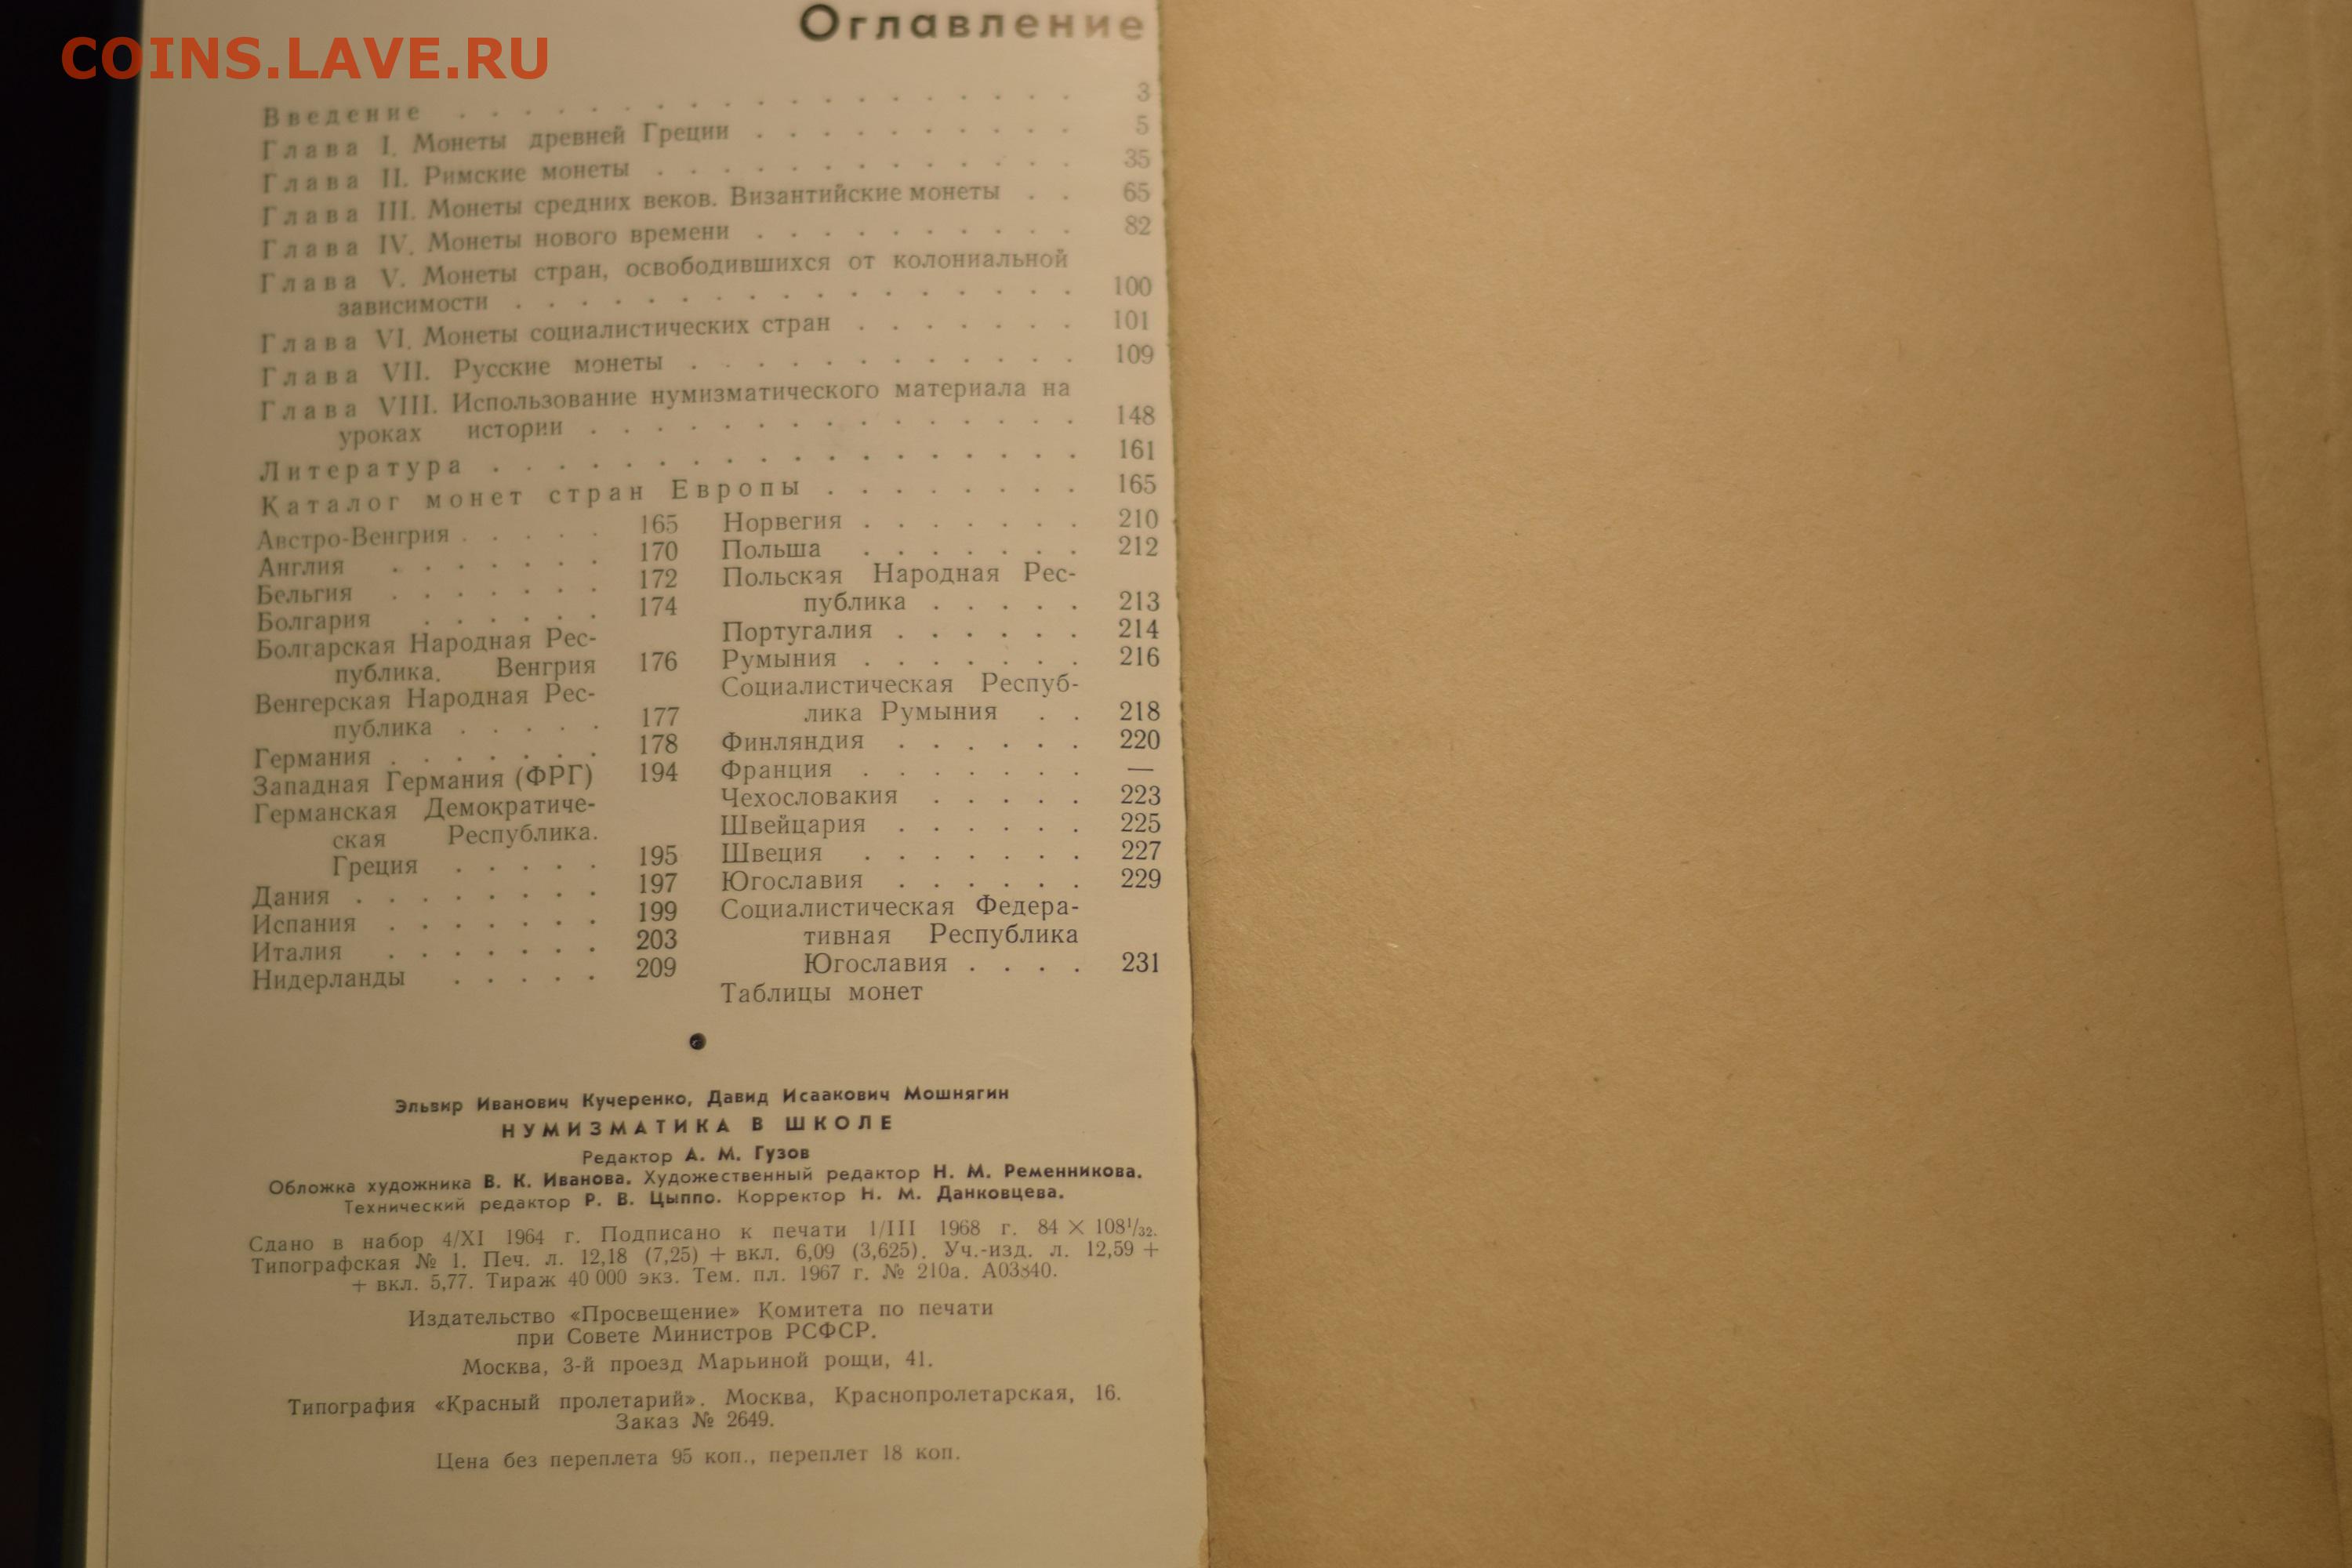 COINS.LAVE.RU
Оглавление
Введение . . . . . . . . . . . . . . . . . . 3
Глава I. Монеты древней Греции . . . . . . . . . . 5
Глава II. Римские монеты . . . . . . . . . . . . . 35
Глава III. Монеты средних веков. Византийские монеты . . 65
Глава IV. Монеты нового времени . . . . . . . . . . 82
Глава V. Монеты стран, освободившихся от колониальной
зависимости . . . . . . . . . . . . . . . . . 100
Глава VI. Монеты социалистических стран . . . . . . . 101
Глава VII. Русские монеты . . . . . . . . . . . . 109
Глава VIII. Использование нумизматического материала на
уроках истории . . . . . . . . . . . . . . . 148
Литература . . . . . . . . . . . . . . . . . . 161
Каталог монет стран Европы . . . . . . . . 165
Австро-Венгрия . . . . . 165
Англия . . . . . . . 170
Бельгия . . . . . . . 172
Болгария . . . . . . 174
Болгарская Народная Рес-
публика. Венгрия 176
Венгерская Народная Рес-
публика . . . . . 177
Германия . . . . . . . 178
Западная Германия (ФРГ) 194
Германская Демократиче-
ская Республика.
Греция . . . . . 195
Дания . . . . . . . . 197
Испания . . . . . . . 199
Италия . . . . . . . 203
Нидерланды . . . . . 209
Норвегия . . . . . . . 210
Польша . . . . . . . 212
Польская Народная Рес-
публика . . . . . 213
Португалия . . . . . . 214
Румыния . . . . . . . 216
Социалистическая Респуб-
лика Румыния . . 218
Финляндия . . . . . . 220
Франция . . . . . . . —
Чехословакия . . . . . 223
Швейцария . . . . . . 225
Швеция . . . . . . . 227
Югославия . . . . . . 229
Социалистическая Федера-
тивная Республика
Югославия . . . . 231
Таблицы монет
Эльвир Иванович Кучеренко, Давид Исаакович Мошнягин
НУМИЗМАТИКА В ШКОЛЕ
Редактор А. М. Гузов
Обложка художника В. К. Иванова. Художественный редактор Н. М. Ременникова.
Технический редактор Р. В. Цыппо. Корректор Н. М. Данковцева.
Сдано в набор 4/XI 1964 г. Подписано к печати 1/III 1968 г. 84 × 108¹/₃₂.
Типографская № 1. Печ. л. 12,18 (7,25) + вкл. 6,09 (3,625). Уч.-изд. л. 12,59 +
+ вкл. 5,77. Тираж 40 000 экз. Тем. пл. 1967 г. № 210а. А03340.
Издательство «Просвещение» Комитета по печати
при Совете Министров РСФСР.
Москва, 3-й проезд Марьиной рощи, 41.
Типография «Красный пролетарий». Москва, Краснопролетарская, 16.
Заказ № 2649.
Цена без переплета 95 коп., переплет 18 коп.